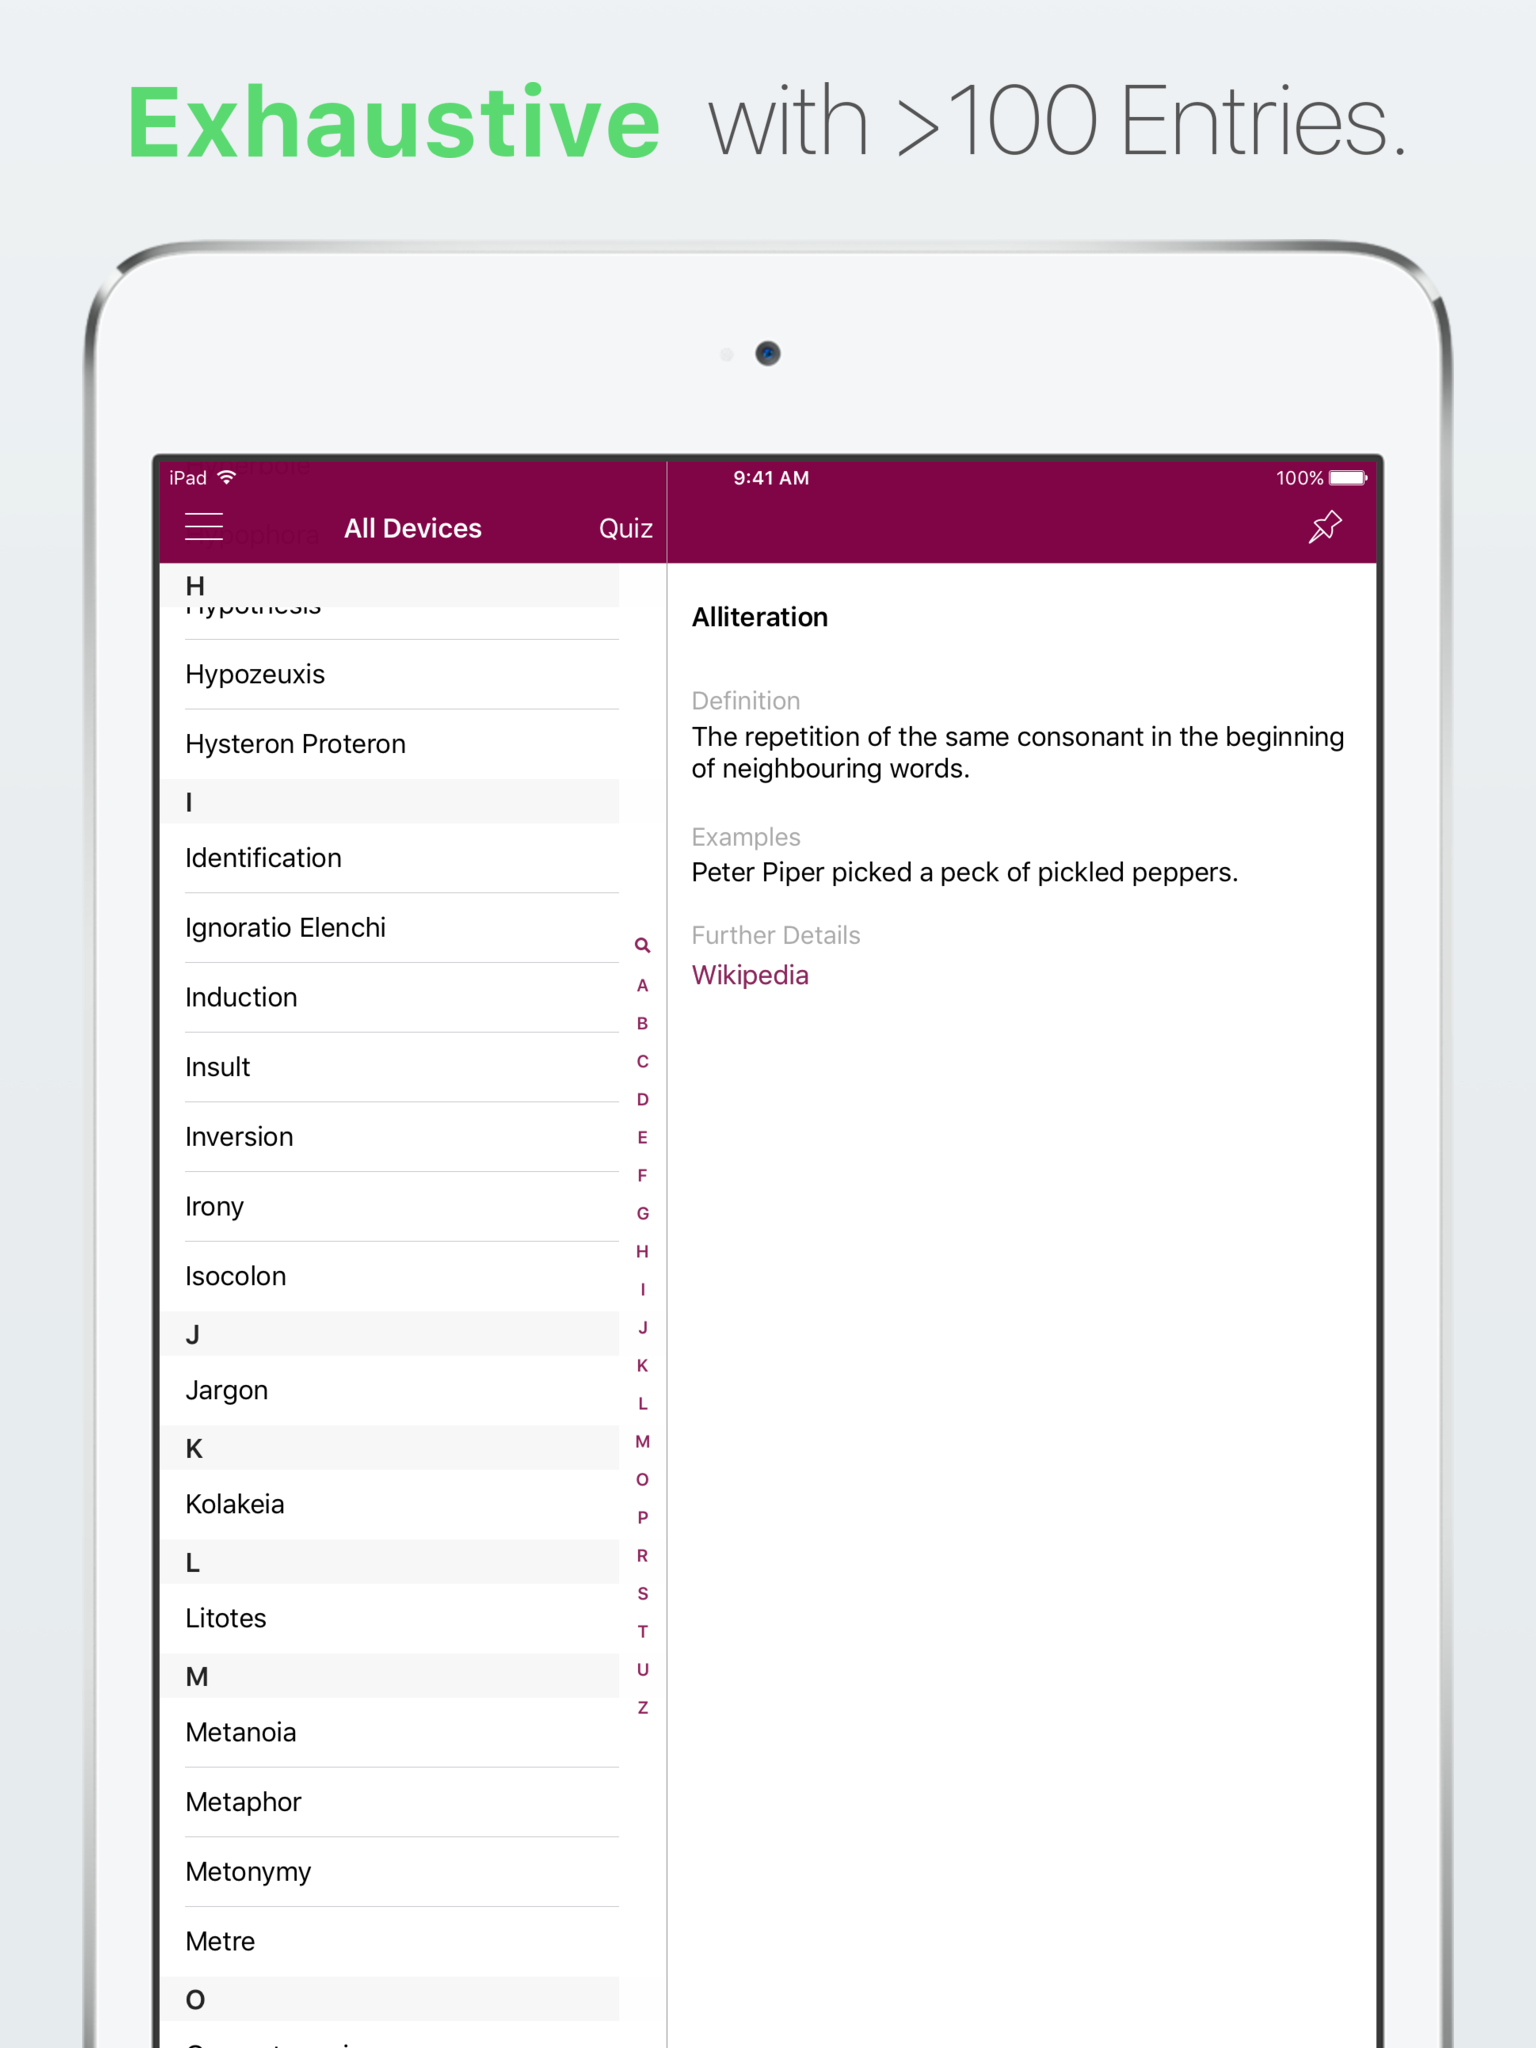 Exhaustive with >100 Entries.
iPad 9:41 AM 100%
All Devices Quiz
H
Hypothesis
Hypozeuxis
Hysteron Proteron
I
Identification
Ignoratio Elenchi
Induction
Insult
Inversion
Irony
Isocolon
J
Jargon
K
Kolakeia
L
Litotes
M
Metanoia
Metaphor
Metonymy
Metre
O
A
B
C
D
E
F
G
H
I
J
K
L
M
O
P
R
S
T
U
Z
Alliteration
Definition
The repetition of the same consonant in the beginning
of neighbouring words.
Examples
Peter Piper picked a peck of pickled peppers.
Further Details
Wikipedia